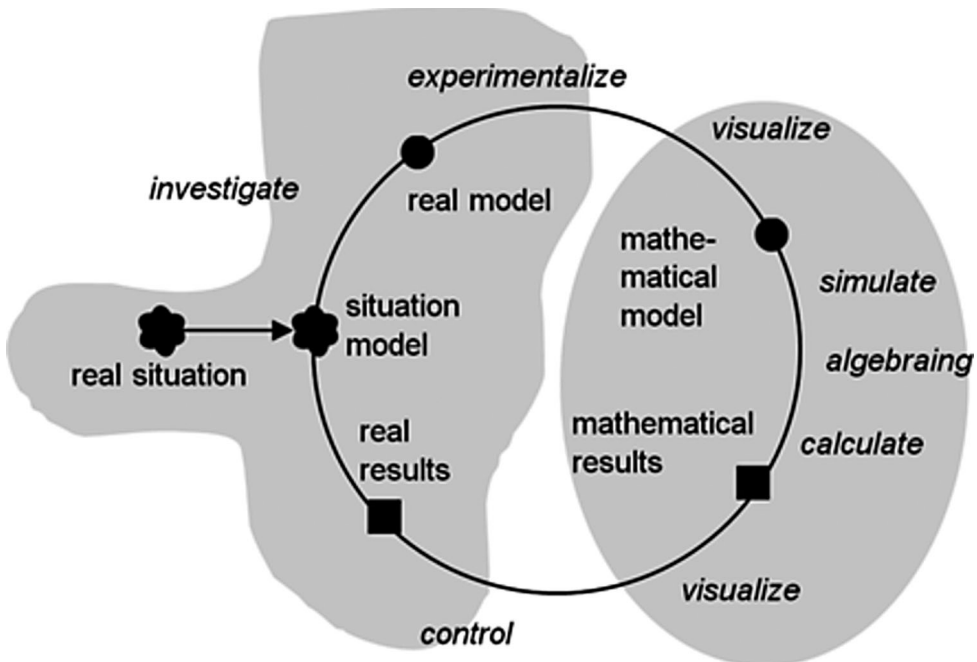 experimentalize
visualize
investigate
real model
mathe-
matical
model
simulate
situation
model
real situation
algebraing
real
results
mathematical
results
calculate
visualize
control